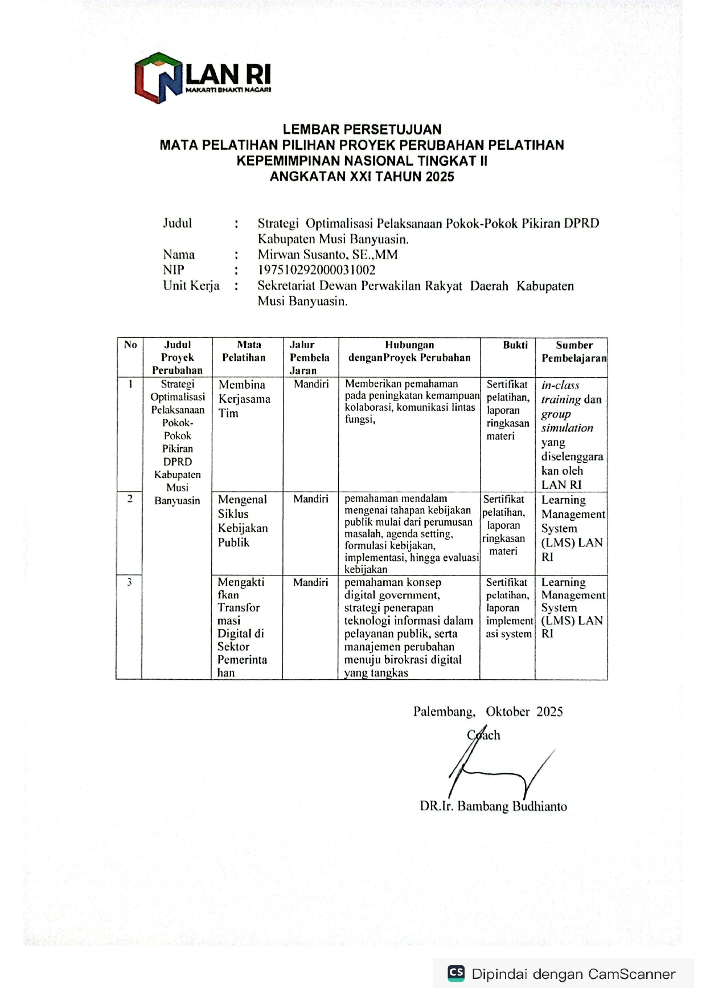 LAN RI
MAKARTI BHAKTI NAGARI
LEMBAR PERSETUJUAN
MATA PELATIHAN PILIHAN PROYEK PERUBAHAN PELATIHAN
KEPEMIMPINAN NASIONAL TINGKAT II
ANGKATAN XXI TAHUN 2025
Judul : Strategi Optimalisasi Pelaksanaan Pokok-Pokok Pikiran DPRD
Kabupaten Musi Banyuasin.
Nama : Mirwan Susanto, SE.,MM
NIP : 197510292000031002
Unit Kerja : Sekretariat Dewan Perwakilan Rakyat Daerah Kabupaten
Musi Banyuasin.
No
Judul
Proyek
Perubahan
Mata
Pelatihan
Jalur
Pembela
Jaran
Hubungan
denganProyek Perubahan
Bukti
Sumber
Pembelajaran
1
Strategi
Optimalisasi
Pelaksanaan
Pokok-
Pokok
Pikiran
DPRD
Kabupaten
Musi
Banyuasin
Membina
Kerjasama
Tim
Mandiri
Memberikan pemahaman
pada peningkatan kemampuan
kolaborasi, komunikasi lintas
fungsi,
Sertifikat
pelatihan,
laporan
ringkasan
materi
in-class
training dan
group
simulation
yang
diselenggara
kan oleh
LAN RI
2
Mengenal
Siklus
Kebijakan
Publik
Mandiri
pemahaman mendalam
mengenai tahapan kebijakan
publik mulai dari perumusan
masalah, agenda setting,
formulasi kebijakan,
implementasi, hingga evaluasi
kebijakan
Sertifikat
pelatihan,
laporan
ringkasan
materi
Learning
Management
System
(LMS) LAN
RI
3
Mengakti
fkan
Transfor
masi
Digital di
Sektor
Pemerinta
han
Mandiri
pemahaman konsep
digital government,
strategi penerapan
teknologi informasi dalam
pelayanan publik, serta
manajemen perubahan
menuju birokrasi digital
yang tangkas
Sertifikat
pelatihan,
laporan
implement
asi system
Learning
Management
System
(LMS) LAN
RI
Palembang, Oktober 2025
Coach
DR.Ir. Bambang Budhianto
CS Dipindai dengan CamScanner